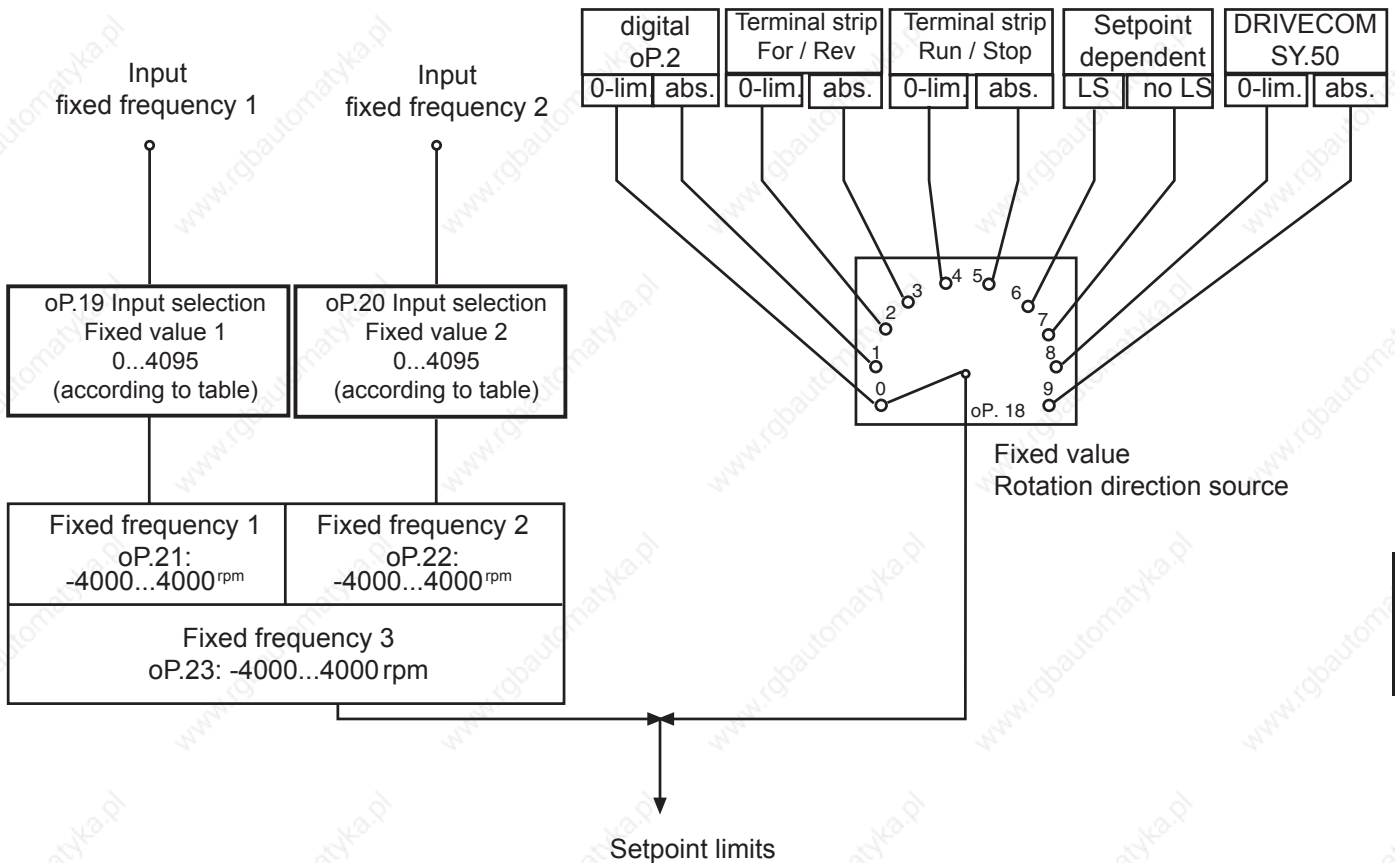 digital
oP.2
0-lim. abs.
Terminal strip
For / Rev
0-lim. abs.
Terminal strip
Run / Stop
0-lim. abs.
Setpoint
dependent
LS no LS
DRIVECOM
SY.50
0-lim. abs.
Input
fixed frequency 1
Input
fixed frequency 2
oP.19 Input selection
Fixed value 1
0...4095
(according to table)
oP.20 Input selection
Fixed value 2
0...4095
(according to table)
0
1
2
3
4
5
6
7
8
9
oP. 18
Fixed value
Rotation direction source
Fixed frequency 1
oP.21:
-4000...4000 rpm
Fixed frequency 2
oP.22:
-4000...4000 rpm
Fixed frequency 3
oP.23: -4000...4000 rpm
Setpoint limits
www.rgbautomatyka.pl